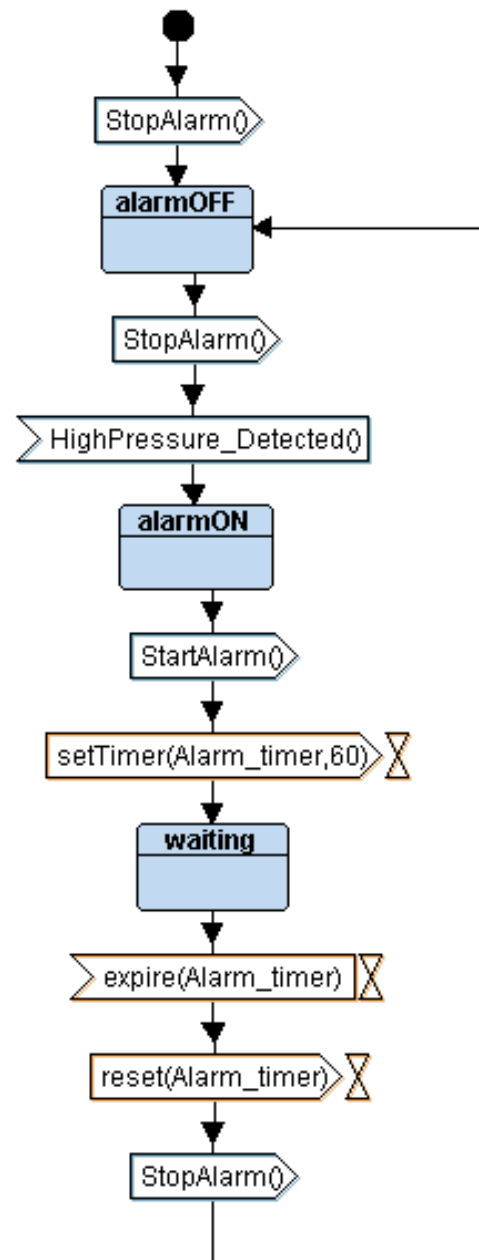 StopAlarm()
alarmOFF
StopAlarm()
HighPressure_Detected()
alarmON
StartAlarm()
setTimer(Alarm_timer,60)
waiting
expire(Alarm_timer)
reset(Alarm_timer)
StopAlarm()